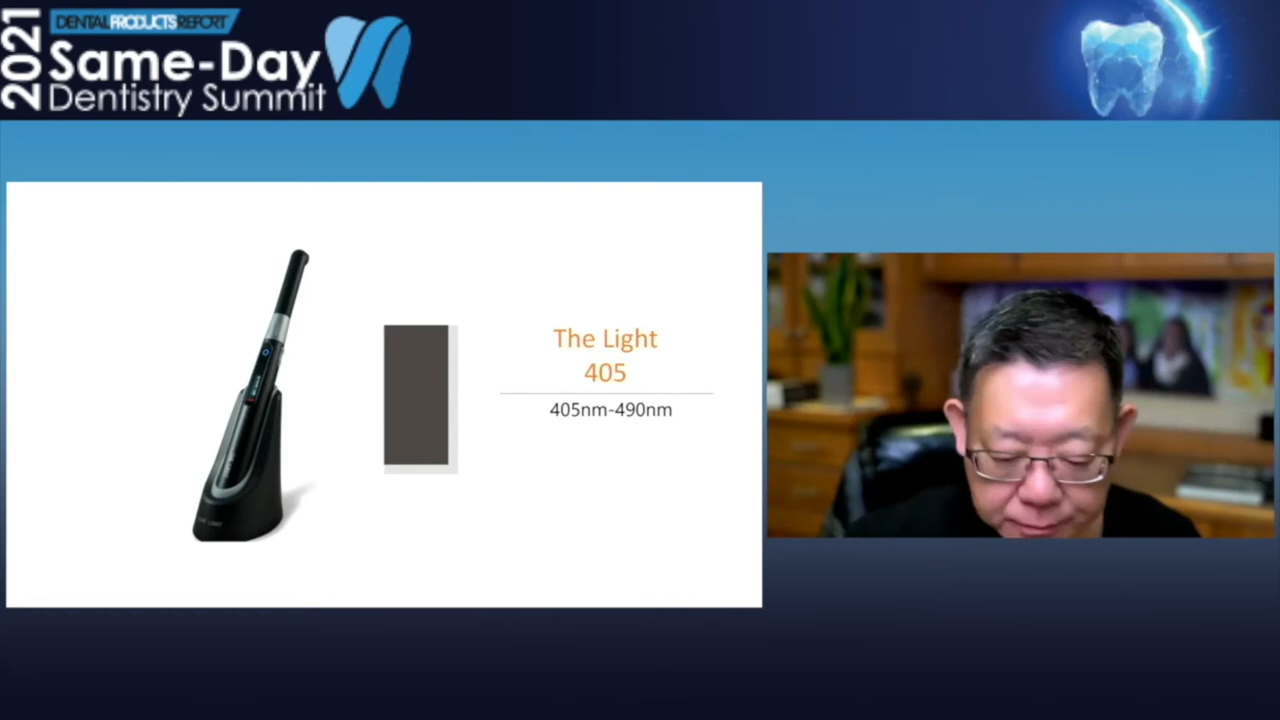 2021
DENTAL PRODUCTS REPORT
Same-Day
Dentistry Summit
The Light
405
405nm-490nm